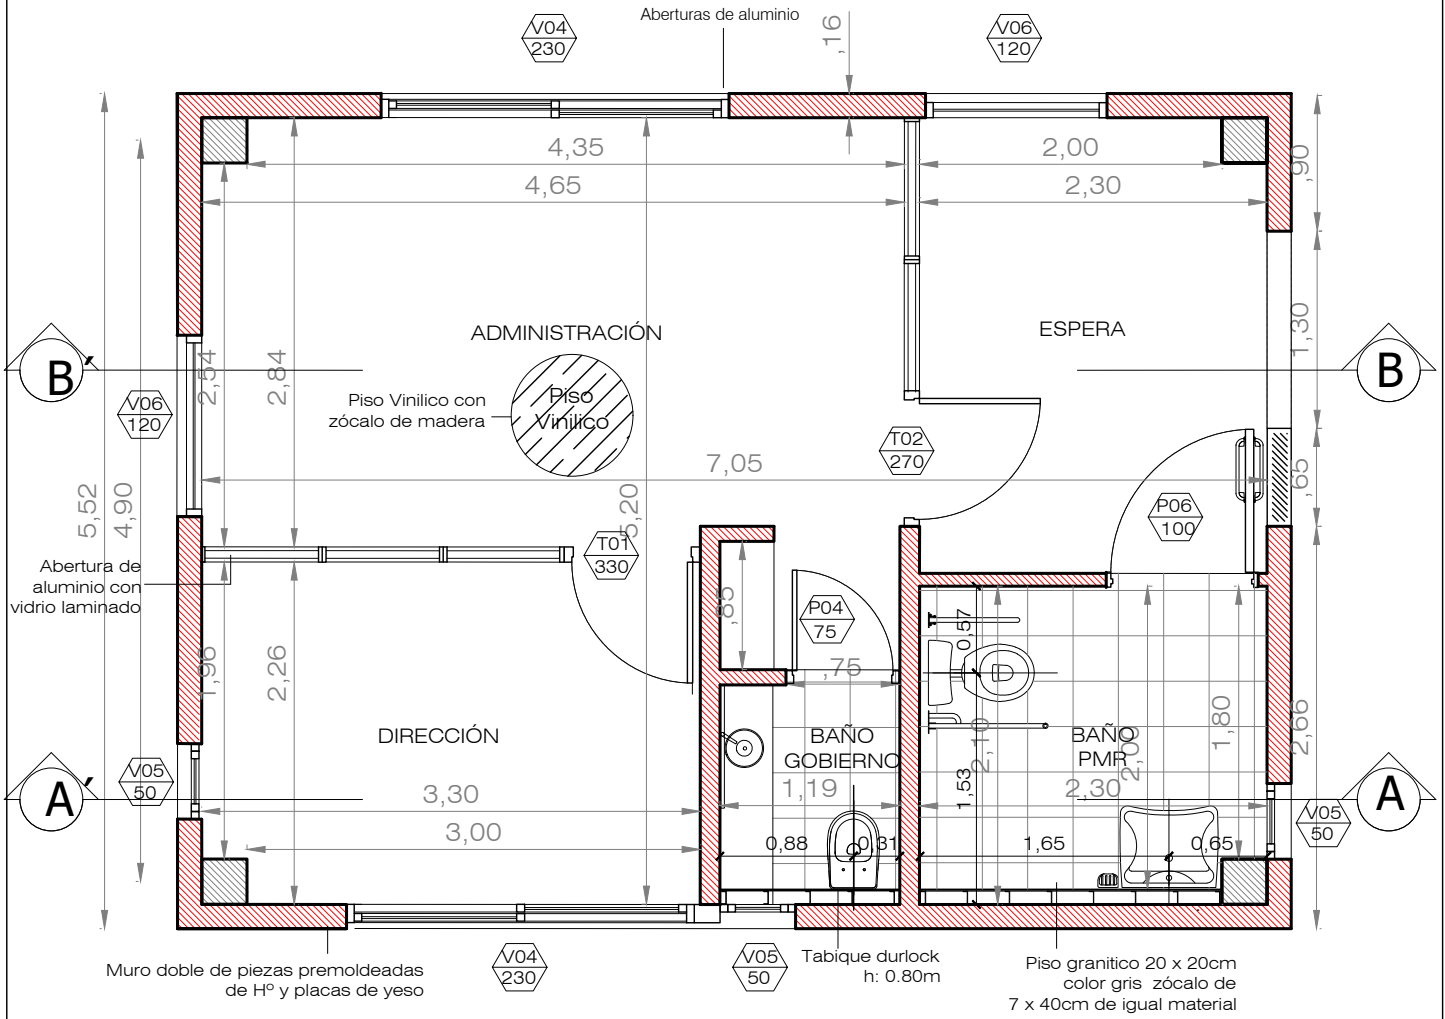 Aberturas de aluminio
V04
230
,16
V06
120
4,35
2,00
4,65
2,30
,90
ADMINISTRACIÓN
ESPERA
1,30
B´
B
2,54
2,84
V06
120
Piso Vinilico con
zócalo de madera
Piso
Vinilico
T02
270
7,05
,65
5,52
4,90
5,20
P06
100
T01
330
Abertura de
aluminio con
vidrio laminado
,85
P04
75
0,57
,75
1,96
2,26
DIRECCIÓN
BAÑO
GOBIERNO
BAÑO
PMR
2,10
2,00
1,80
2,66
V05
50
A´
A
3,30
1,19
1,53
2,30
V05
50
3,00
0,88
0,31
1,65
0,65
V04
230
V05
50
Muro doble de piezas premoldeadas
de Hº y placas de yeso
Tabique durlock
h: 0.80m
Piso granitico 20 x 20cm
color gris zócalo de
7 x 40cm de igual material